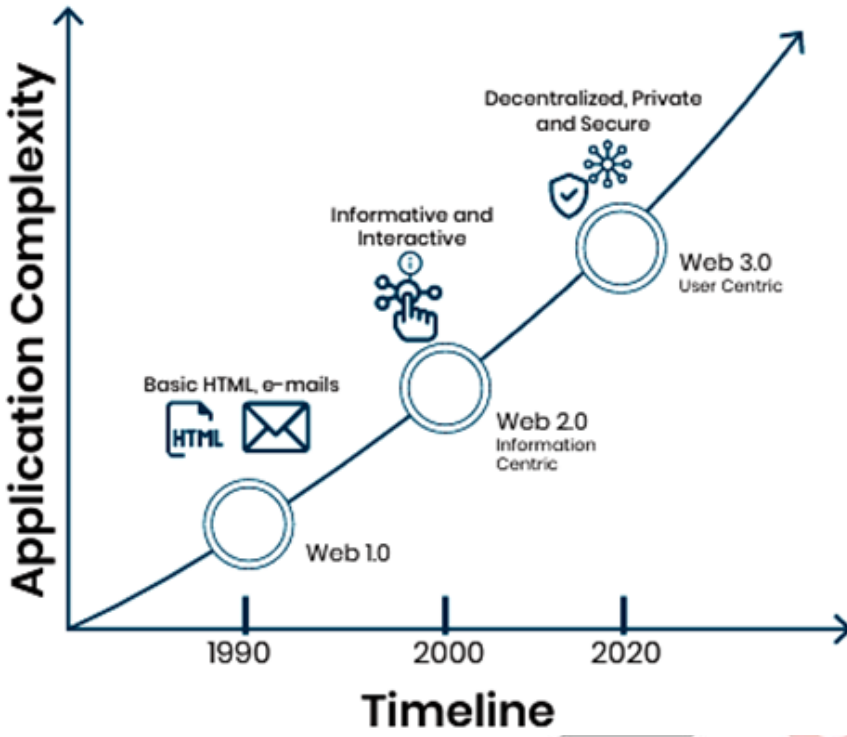 Application Complexity
Decentralized, Private
and Secure
Informative and
Interactive
i
Web 3.0
User Centric
Basic HTML, e-mails
HTML
Web 2.0
Information
Centric
Web 1.0
1990
2000
2020
Timeline